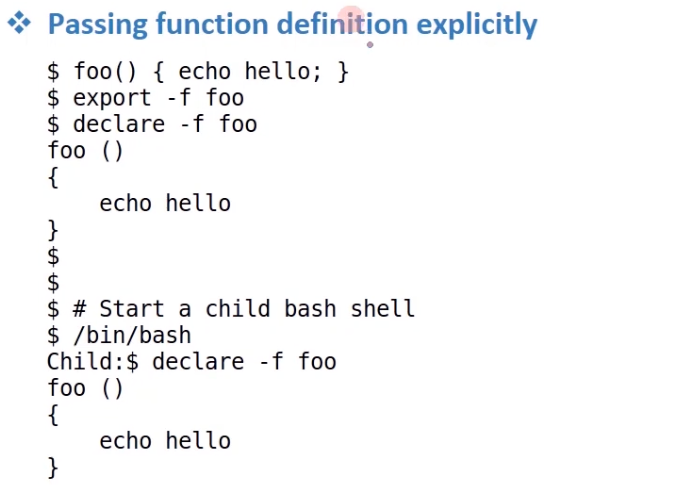 ❖ Passing function definition explicitly
$ foo() { echo hello; }
$ export -f foo
$ declare -f foo
foo ()
{
    echo hello
}
$
$
$ # Start a child bash shell
$ /bin/bash
Child:$ declare -f foo
foo ()
{
    echo hello
}